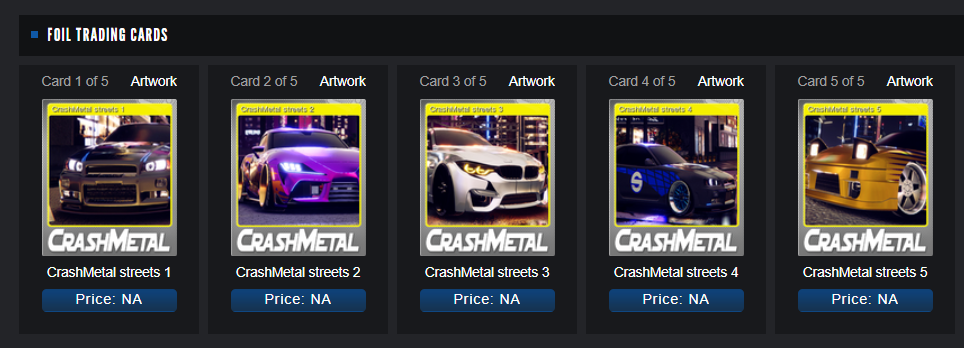 FOIL TRADING CARDS
Card 1 of 5 Artwork
CrashMetal streets 1
CRASHMETAL
CrashMetal streets 1
Price: NA
Card 2 of 5 Artwork
CrashMetal streets 2
CRASHMETAL
CrashMetal streets 2
Price: NA
Card 3 of 5 Artwork
CrashMetal streets 3
CRASHMETAL
CrashMetal streets 3
Price: NA
Card 4 of 5 Artwork
CrashMetal streets 4
S
CRASHMETAL
CrashMetal streets 4
Price: NA
Card 5 of 5 Artwork
CrashMetal streets 5
CRASHMETAL
CrashMetal streets 5
Price: NA